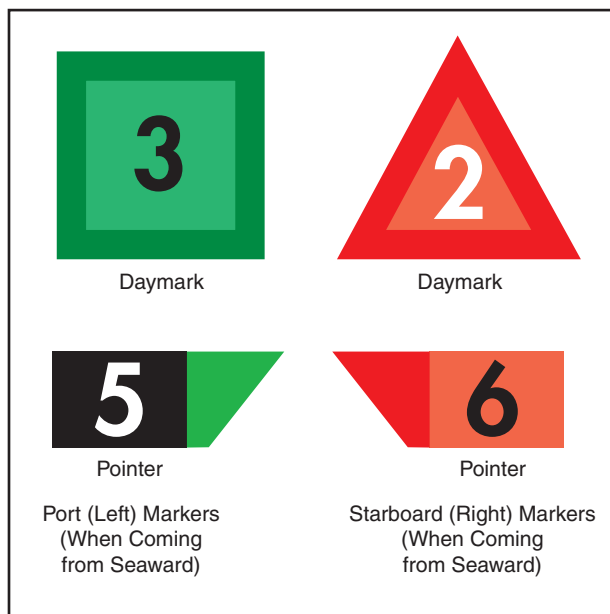 3
2
Daymark
Daymark
5
6
Pointer
Pointer
Port (Left) Markers
(When Coming
from Seaward)
Starboard (Right) Markers
(When Coming
from Seaward)